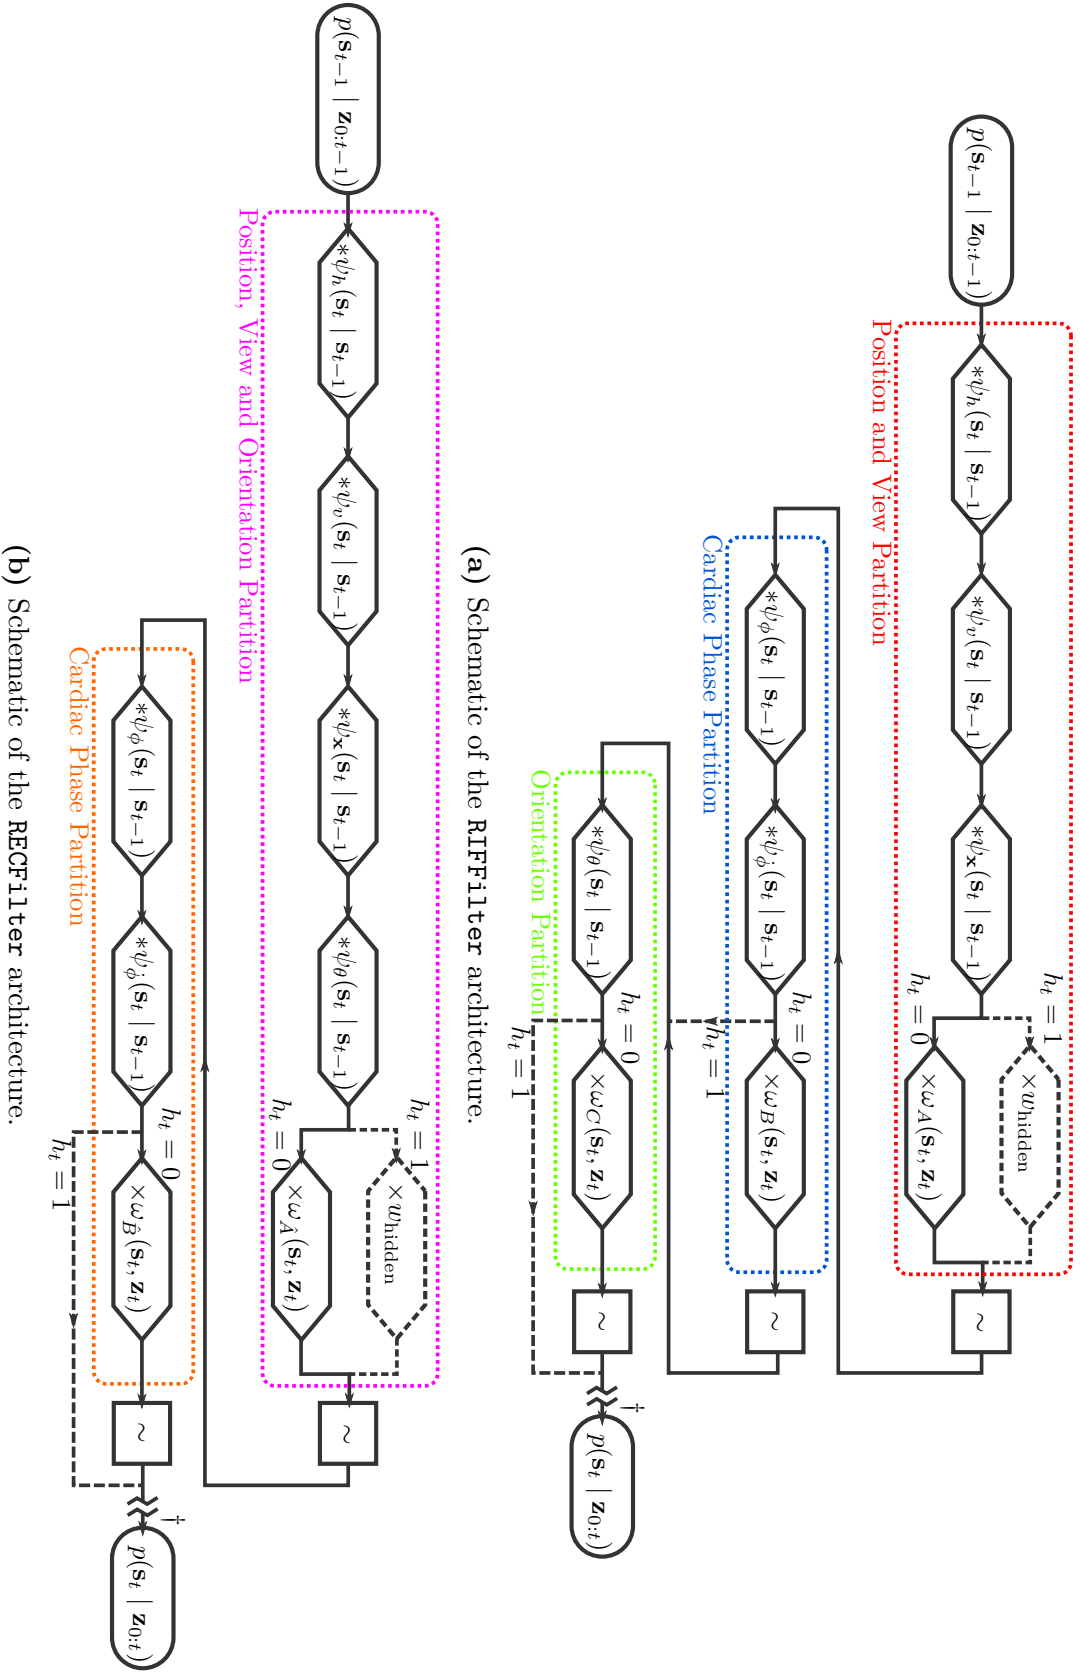 p(s_{t−1} | z_{0:t−1})
∗ψ_h(s_t | s_{t−1})
∗ψ_v(s_t | s_{t−1})
∗ψ_x(s_t | s_{t−1})
h_t = 1
×w_hidden
h_t = 0
×ω_A(s_t, z_t)
∼
Position and View Partition
∗ψ_ϕ(s_t | s_{t−1})
∗ψ_ϕ̇(s_t | s_{t−1})
h_t = 0
×ω_B(s_t, z_t)
h_t = 1
∼
Cardiac Phase Partition
∗ψ_θ(s_t | s_{t−1})
h_t = 0
×ω_C(s_t, z_t)
h_t = 1
∼
†
p(s_t | z_{0:t})
Orientation Partition
(a) Schematic of the RIFFilter architecture.
p(s_{t−1} | z_{0:t−1})
∗ψ_h(s_t | s_{t−1})
∗ψ_v(s_t | s_{t−1})
∗ψ_x(s_t | s_{t−1})
∗ψ_θ(s_t | s_{t−1})
h_t = 1
×w_hidden
h_t = 0
×ω_Â(s_t, z_t)
∼
Position, View and Orientation Partition
∗ψ_ϕ(s_t | s_{t−1})
∗ψ_ϕ̇(s_t | s_{t−1})
h_t = 0
×ω_B̂(s_t, z_t)
h_t = 1
∼
†
p(s_t | z_{0:t})
Cardiac Phase Partition
(b) Schematic of the RECFilter architecture.